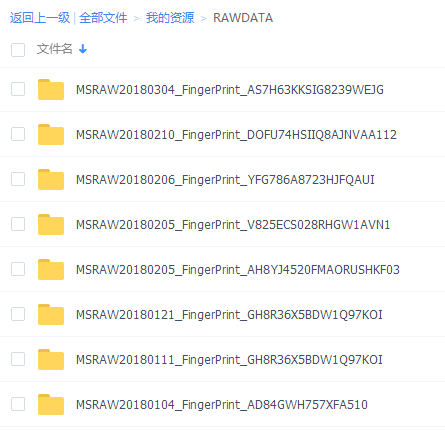 返回上一级 | 全部文件 > 我的资源 > RAWDATA
文件名 ↓
MSRAW20180304_FingerPrint_AS7H63KKSIG8239WEJG
MSRAW20180210_FingerPrint_DOFU74HSIIQ8AJNVAA112
MSRAW20180206_FingerPrint_YFG786A8723HJFQAUI
MSRAW20180205_FingerPrint_V825ECS028RHGW1AVN1
MSRAW20180205_FingerPrint_AH8YJ4520FMAORUSHKF03
MSRAW20180121_FingerPrint_GH8R36X5BDW1Q97KOI
MSRAW20180111_FingerPrint_GH8R36X5BDW1Q97KOI
MSRAW20180104_FingerPrint_AD84GWH757XFA510